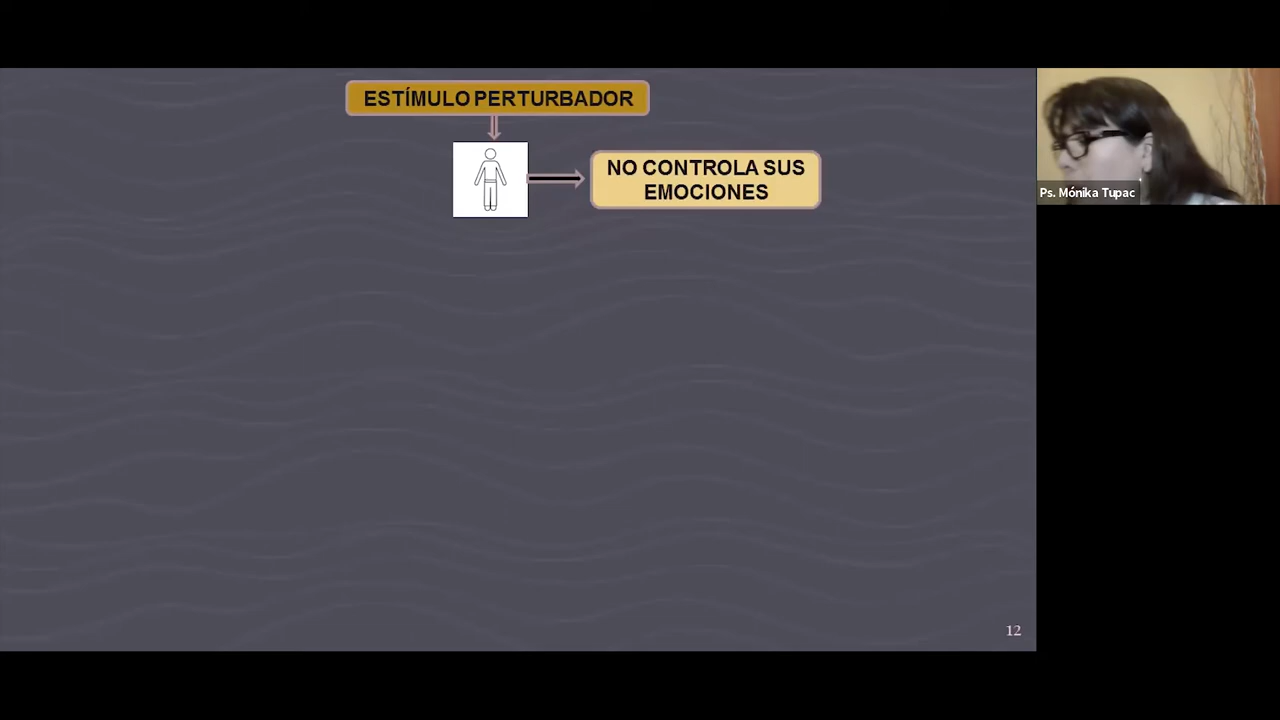 ESTÍMULO PERTURBADOR
NO CONTROLA SUS
EMOCIONES
Ps. Mónika Tupac
12